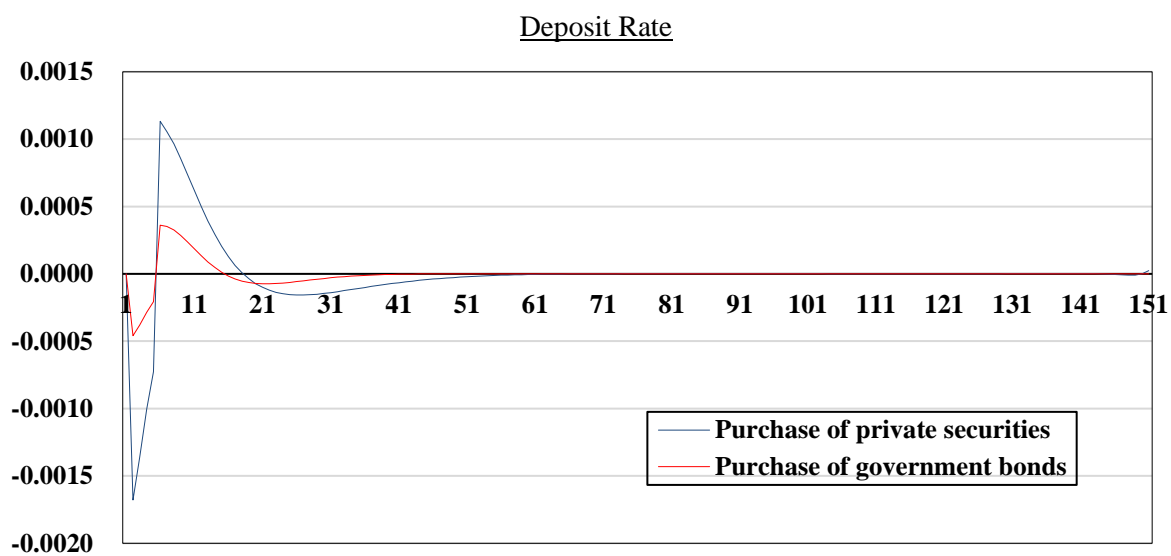 Deposit Rate
0.0015
0.0010
0.0005
0.0000
1 11 21 31 41 51 61 71 81 91 101 111 121 131 141 151
-0.0005
-0.0010
Purchase of private securities
Purchase of government bonds
-0.0015
-0.0020